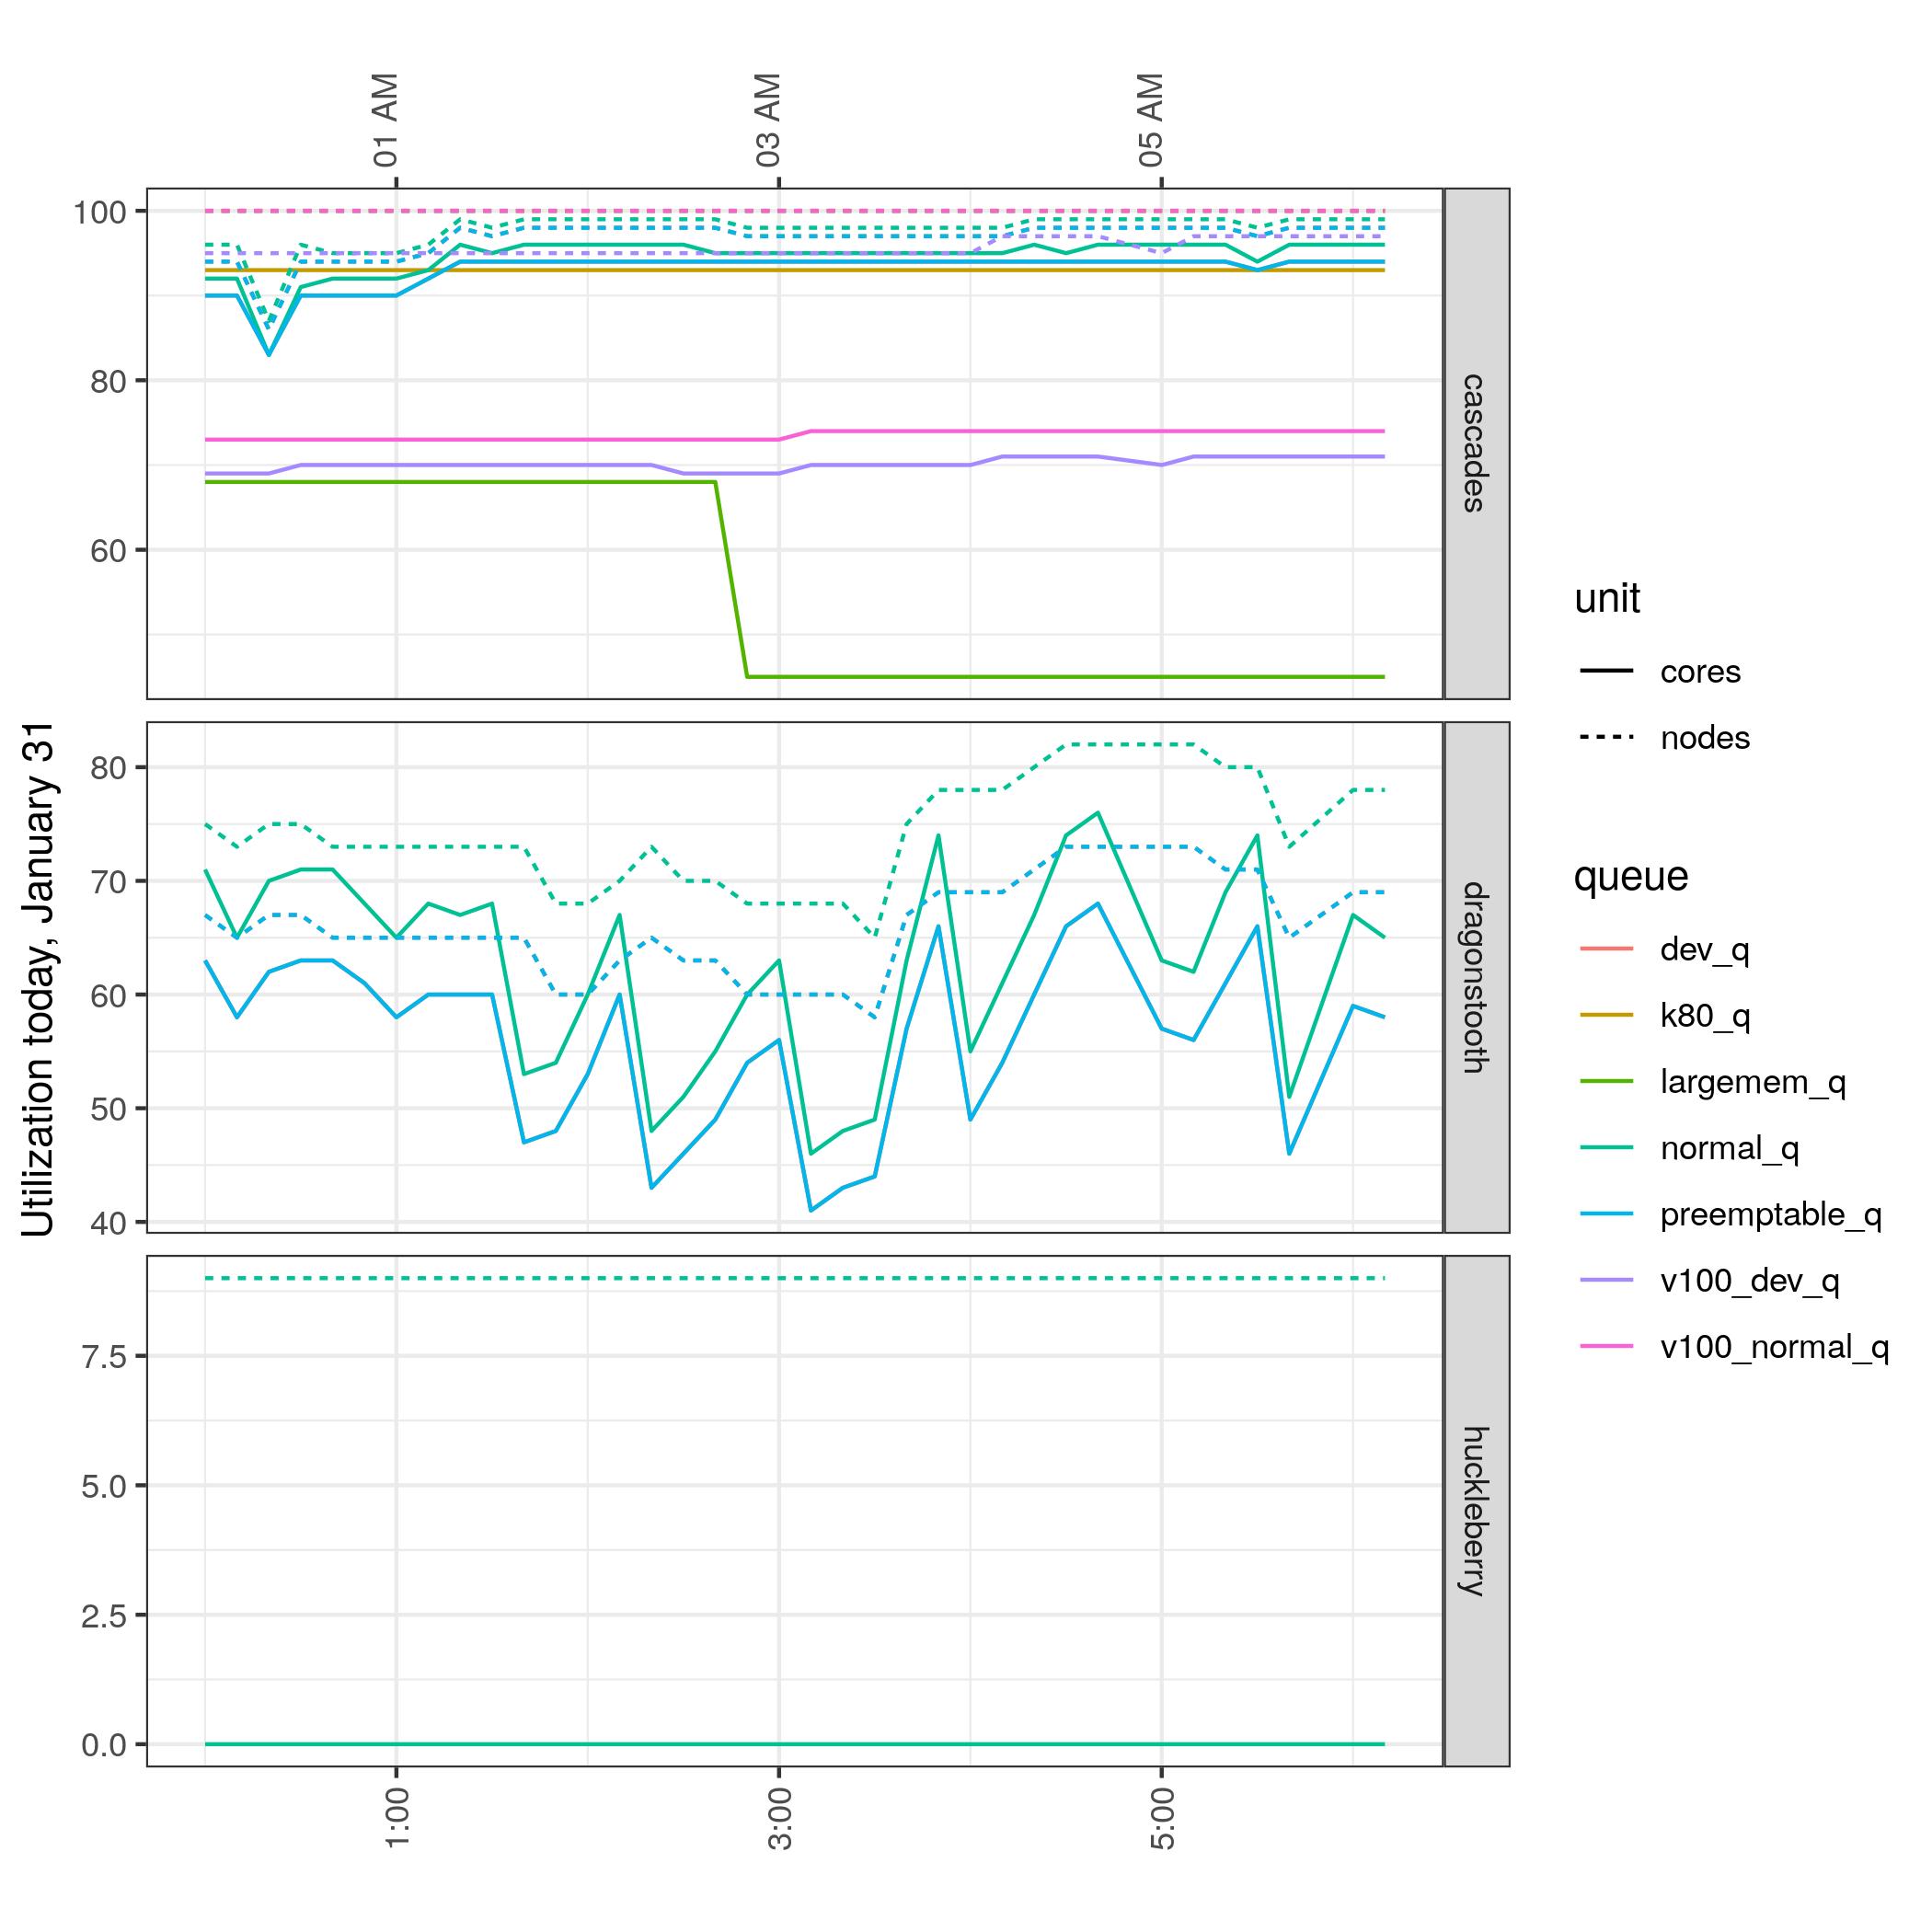 01 AM
03 AM
05 AM
Utilization today, January 31
100
80
60
cascades
80
70
60
50
40
dragonstooth
7.5
5.0
2.5
0.0
huckleberry
1:00
3:00
5:00
unit
cores
nodes
queue
dev_q
k80_q
largemem_q
normal_q
preemptable_q
v100_dev_q
v100_normal_q